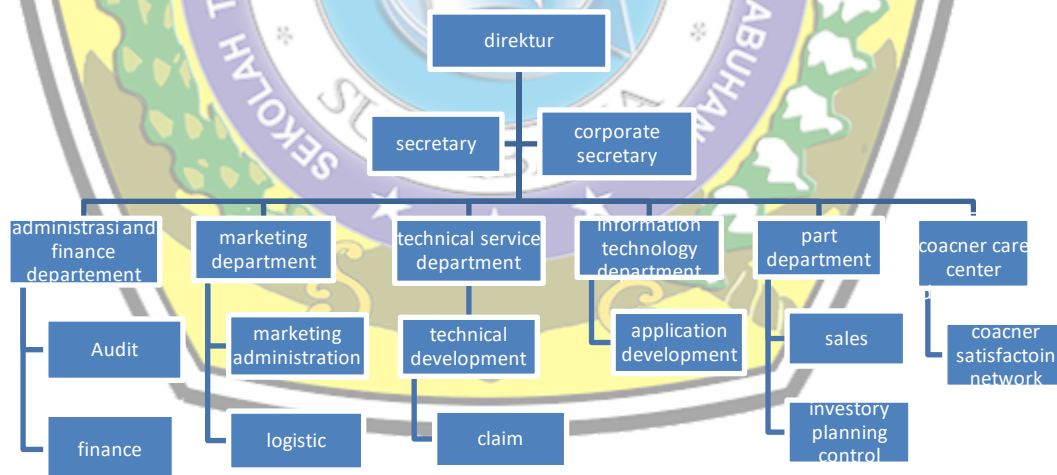 direktur
secretary
corporate
secretary
administrasi and
finance
departement
marketing
department
technical service
department
information
technology
department
part
department
coacner care
center
Audit
marketing
administration
technical
development
application
development
sales
coacner
satisfactoin
network
finance
logistic
claim
investory
planning
control
SEKOLAH T
ABUHAN